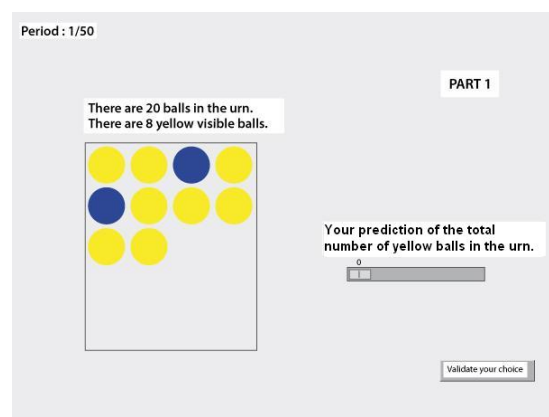 Period : 1/50
PART 1
There are 20 balls in the urn.
There are 8 yellow visible balls.
Your prediction of the total
number of yellow balls in the urn.
0
Validate your choice